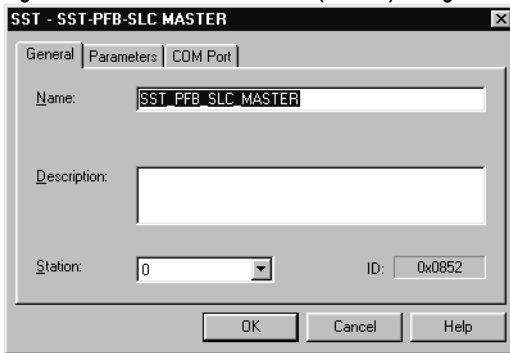 SST - SST-PFB-SLC MASTER
General Parameters COM Port
Name: SST_PFB_SLC_MASTER
Description:
Station: 0 ID: 0x0852
OK Cancel Help